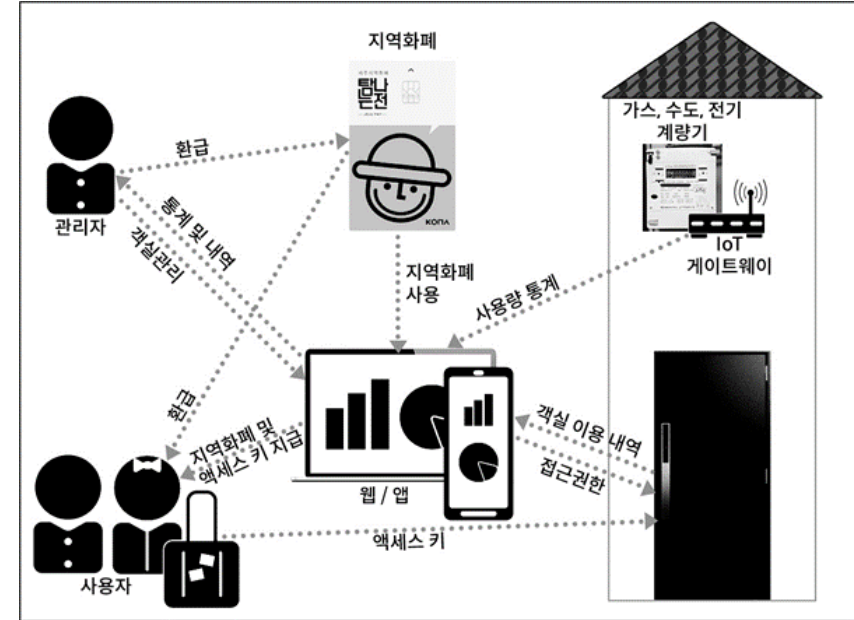 지역화폐
탐나
는전
KONA
가스, 수도, 전기
계량기
환급
관리자
통계 및 내역
객실관리
IoT
게이트웨이
지역화폐
사용
사용량 통계
환급
지역화폐 및
액세스 키 지급
객실 이용 내역
접근권한
웹 / 앱
액세스 키
사용자